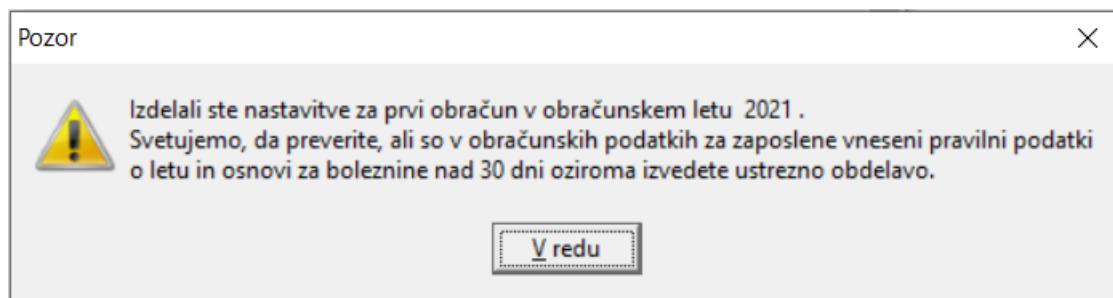 Pozor
Izdelali ste nastavitve za prvi obračun v obračunskem letu  2021 .
Svetujemo, da preverite, ali so v obračunskih podatkih za zaposlene vneseni pravilni podatki
o letu in osnovi za boleznine nad 30 dni oziroma izvedete ustrezno obdelavo.
V redu